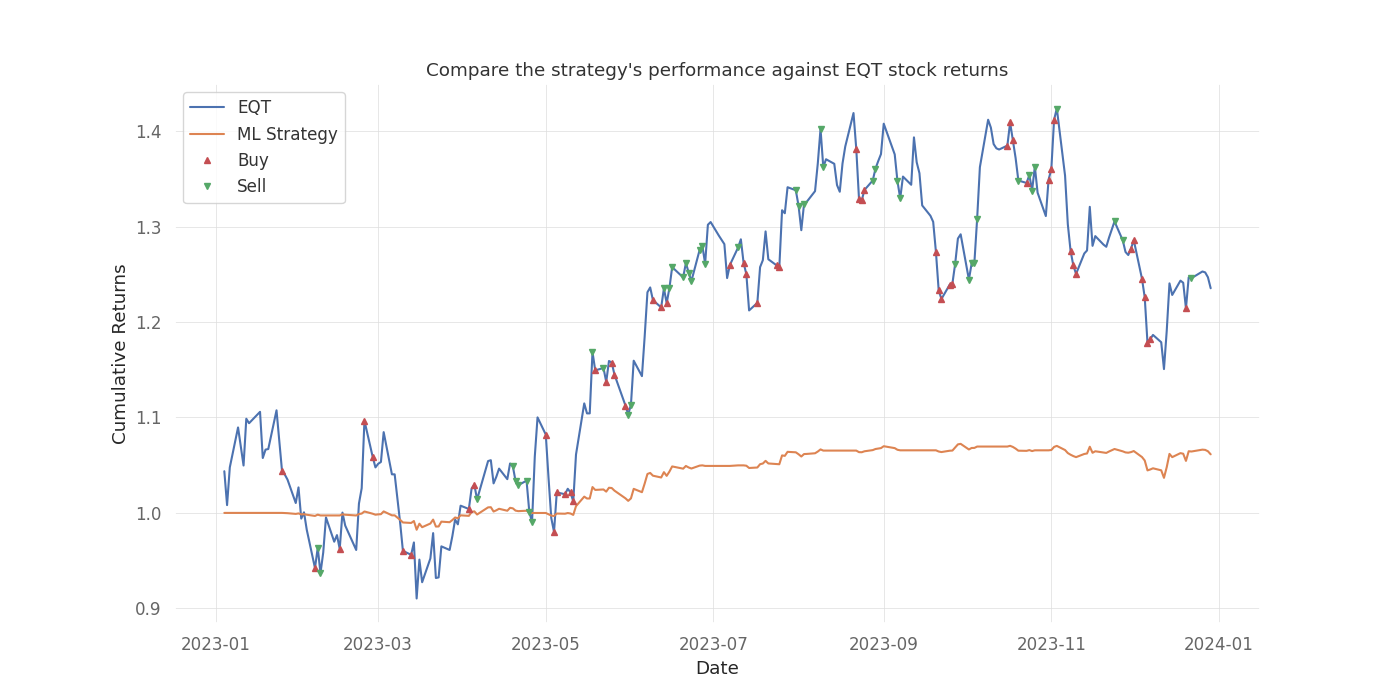 Compare the strategy's performance against EQT stock returns
EQT
ML Strategy
Buy
Sell
Cumulative Returns
1.4
1.3
1.2
1.1
1.0
0.9
2023-01
2023-03
2023-05
2023-07
2023-09
2023-11
2024-01
Date